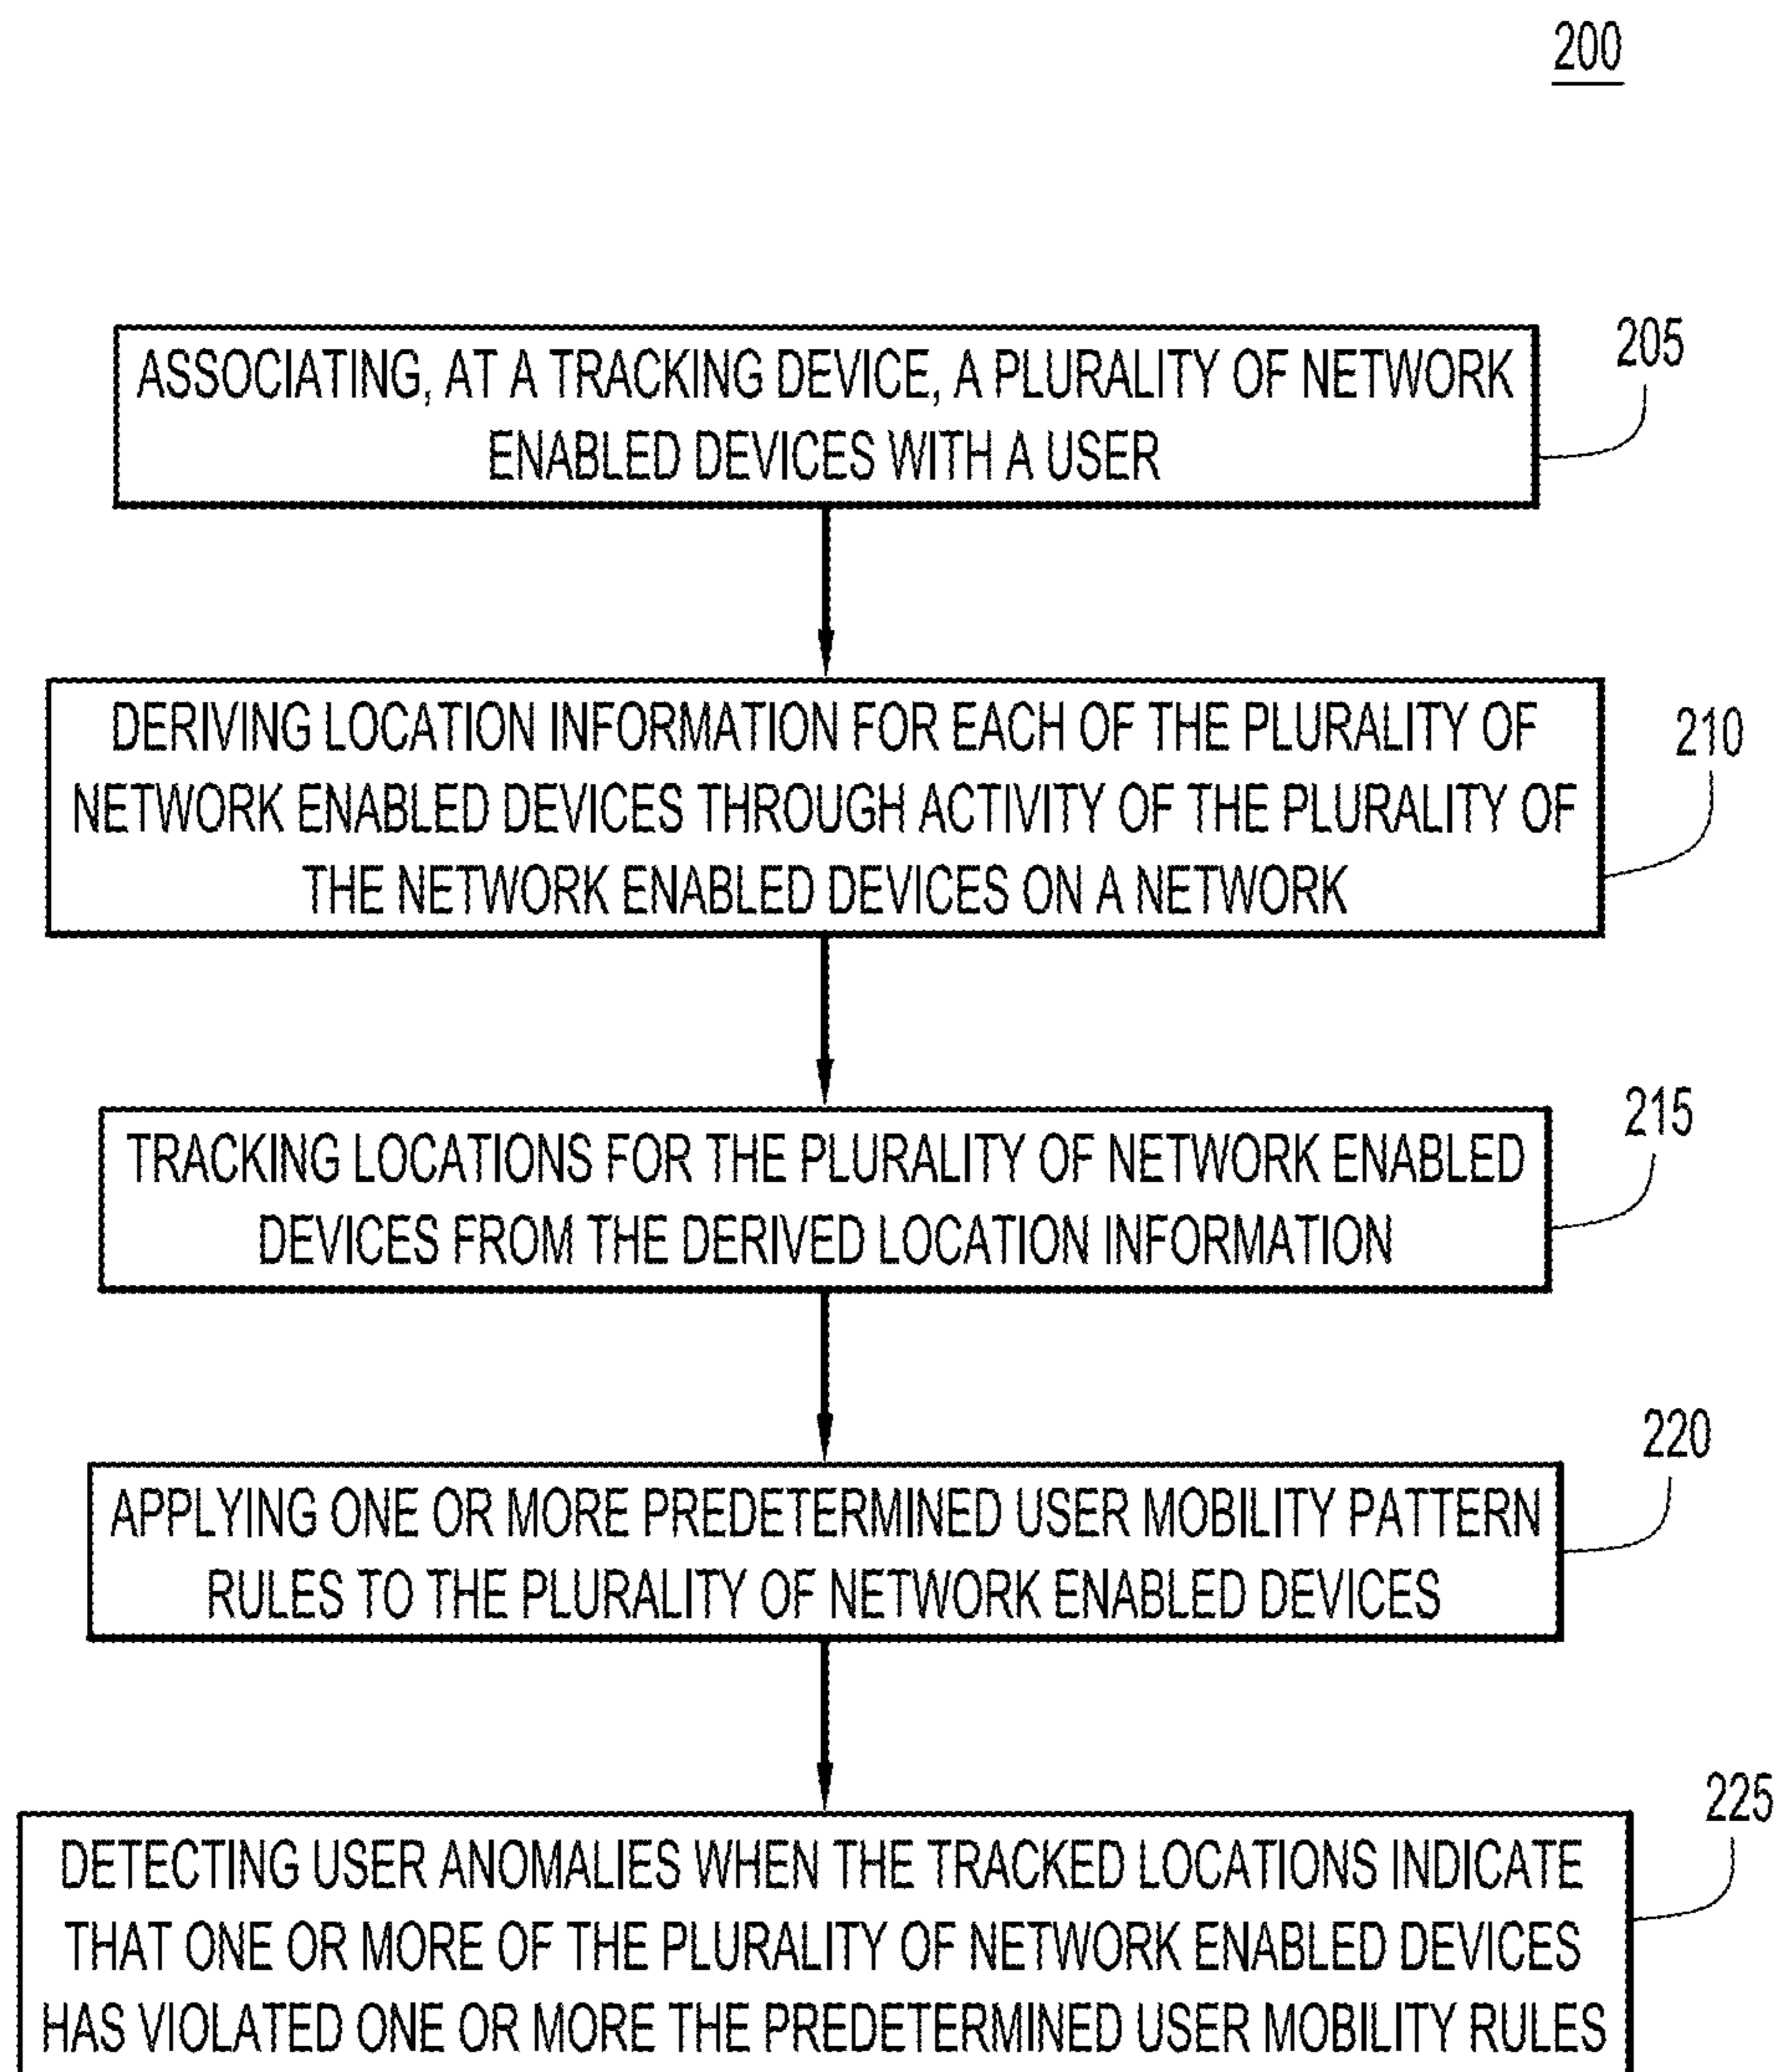 200
ASSOCIATING, AT A TRACKING DEVICE, A PLURALITY OF NETWORK
ENABLED DEVICES WITH A USER
205
DERIVING LOCATION INFORMATION FOR EACH OF THE PLURALITY OF
NETWORK ENABLED DEVICES THROUGH ACTIVITY OF THE PLURALITY OF
THE NETWORK ENABLED DEVICES ON A NETWORK
210
TRACKING LOCATIONS FOR THE PLURALITY OF NETWORK ENABLED
DEVICES FROM THE DERIVED LOCATION INFORMATION
215
APPLYING ONE OR MORE PREDETERMINED USER MOBILITY PATTERN
RULES TO THE PLURALITY OF NETWORK ENABLED DEVICES
220
DETECTING USER ANOMALIES WHEN THE TRACKED LOCATIONS INDICATE
THAT ONE OR MORE OF THE PLURALITY OF NETWORK ENABLED DEVICES
HAS VIOLATED ONE OR MORE THE PREDETERMINED USER MOBILITY RULES
225